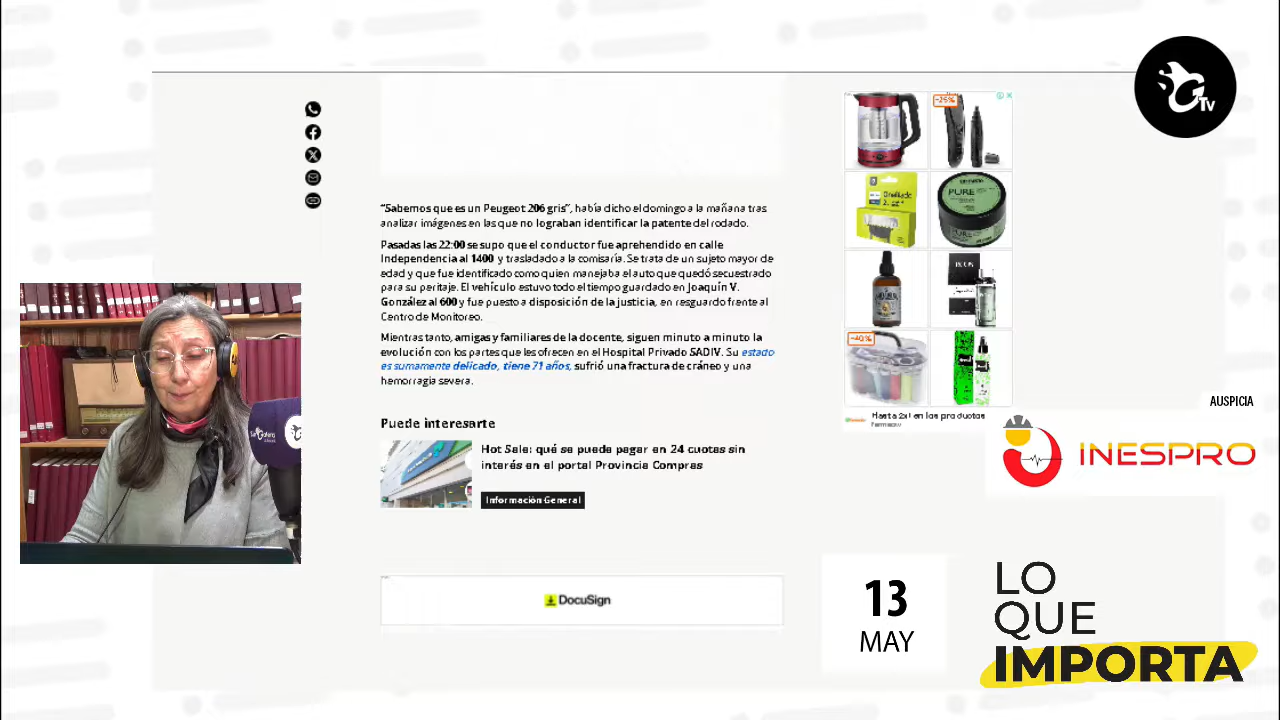 TV
-25%
"Sabemos que es un Peugeot 206 gris", había dicho el domingo a la mañana tras
analizar imágenes en las que no lograban identificar la patente del rodado.
Pasadas las 22:00 se supo que el conductor fue aprehendido en calle
Independencia al 1400 y trasladado a la comisaría. Se trata de un sujeto mayor de
edad y que fue identificado como quien manejaba el auto que quedó secuestrado
para su peritaje. El vehículo estuvo todo el tiempo guardado en Joaquín V.
González al 600 y fue puesto a disposición de la justicia, en resguardo frente al
Centro de Monitoreo.
Mientras tanto, amigas y familiares de la docente, siguen minuto a minuto la
evolución con los partes que les ofrecen en el Hospital Privado SADIV. Su estado
es sumamente delicado, tiene 71 años, sufrió una fractura de cráneo y una
hemorragia severa.
PURE
-40%
Hasta 2x1 en los productos
Puede interesarte
Hot Sale: qué se puede pagar en 24 cuotas sin
interés en el portal Provincia Compras
Información General
DocuSign
AUSPICIA
INESPRO
13
MAY
LO
QUE
IMPORTA